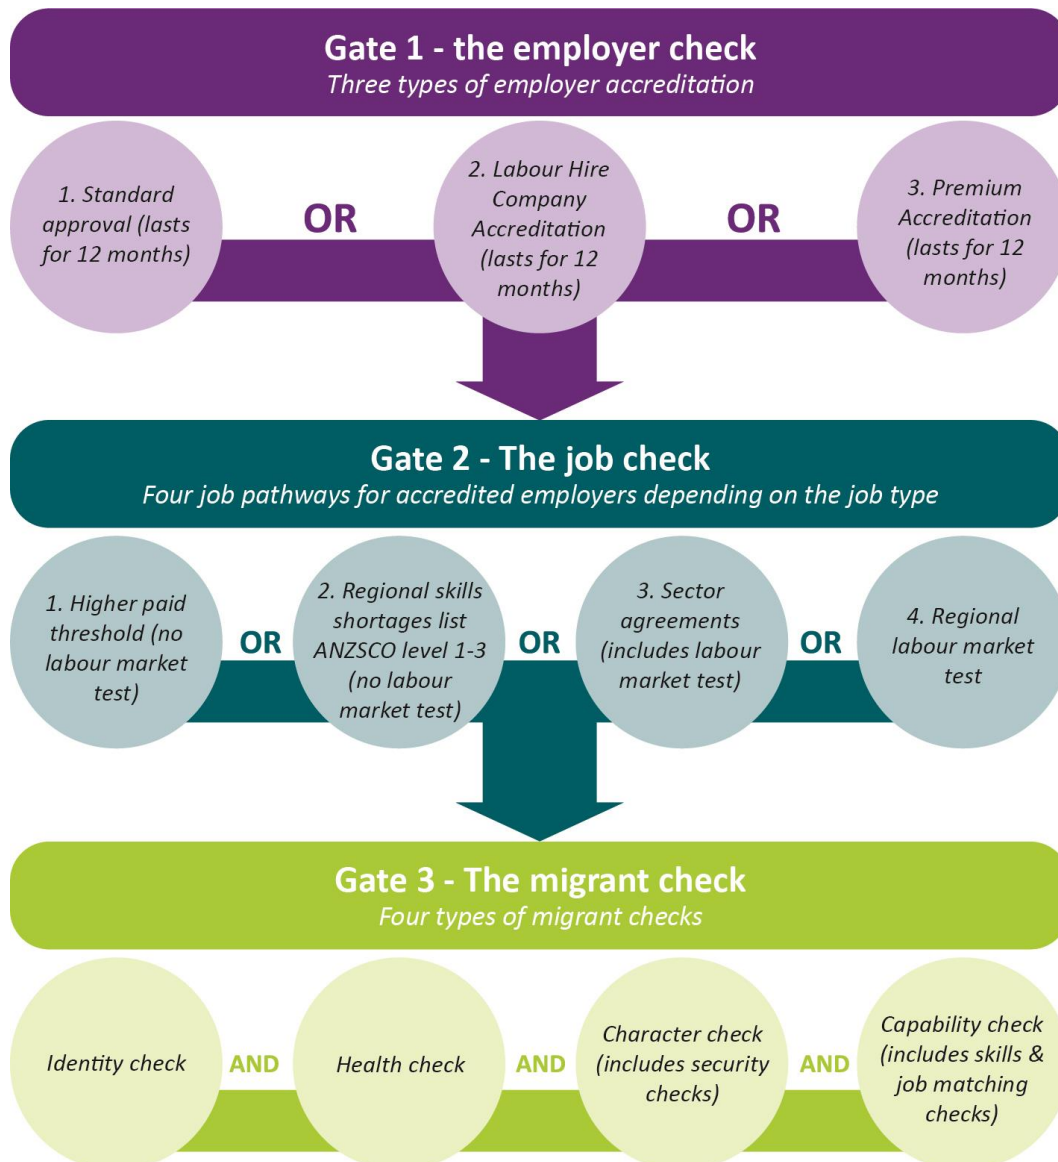 Gate 1 - the employer check
Three types of employer accreditation
1. Standard
approval (lasts
for 12 months)
OR
2. Labour Hire
Company
Accreditation
(lasts for 12
months)
OR
3. Premium
Accreditation
(lasts for 12
months)
Gate 2 - The job check
Four job pathways for accredited employers depending on the job type
1. Higher paid
threshold (no
labour market
test)
OR
2. Regional skills
shortages list
ANZSCO level 1-3
(no labour
market test)
OR
3. Sector
agreements
(includes labour
market test)
OR
4. Regional
labour market
test
Gate 3 - The migrant check
Four types of migrant checks
Identity check
AND
Health check
AND
Character check
(includes security
checks)
AND
Capability check
(includes skills &
job matching
checks)